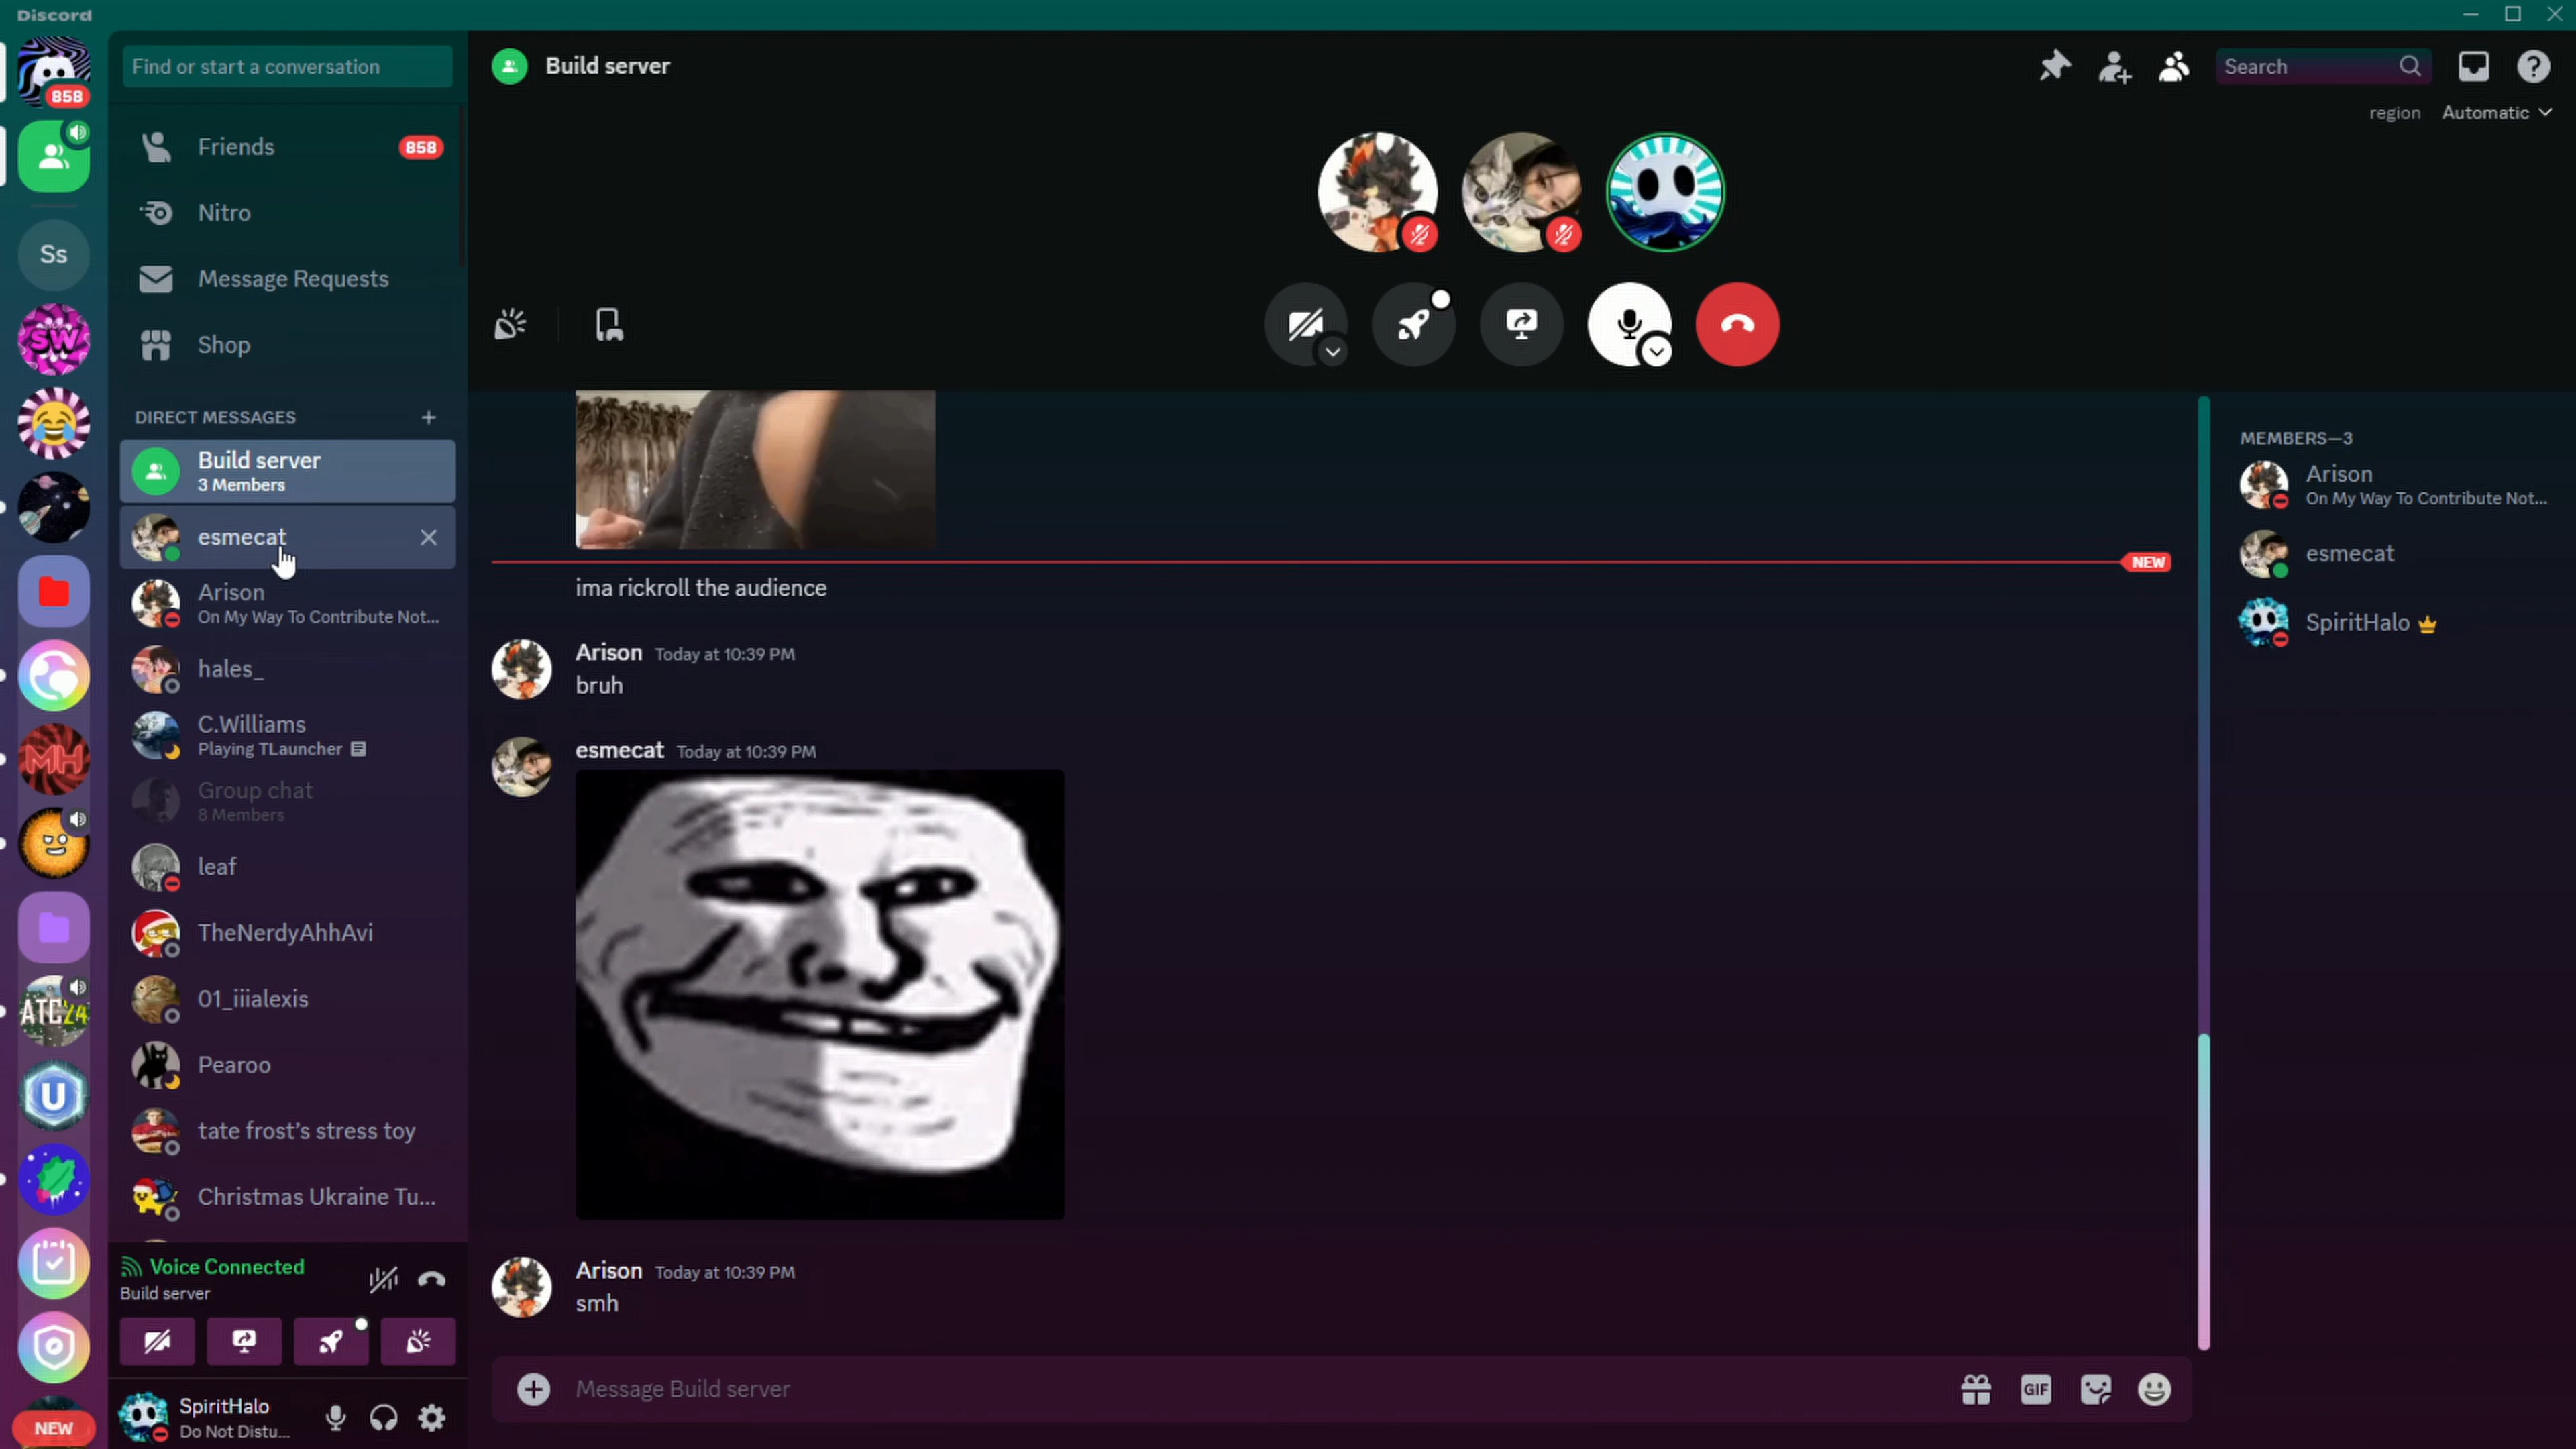 Discord
858
Find or start a conversation
Friends
858
Nitro
Message Requests
Shop
DIRECT MESSAGES
Build server
3 Members
esmecat
Arison
On My Way To Contribute Not...
hales_
C.Williams
Playing TLauncher
Group chat
8 Members
leaf
TheNerdyAhhAvi
01_iiialexis
Pearoo
tate frost's stress toy
Christmas Ukraine Tu...
Voice Connected
Build server
SpiritHalo
Do Not Distu...
Ss
SW
MH
ATC24
U
NEW
Build server
Search
region
Automatic
NEW
ima rickroll the audience
Arison Today at 10:39 PM
bruh
esmecat Today at 10:39 PM
Arison Today at 10:39 PM
smh
Message Build server
GIF
MEMBERS—3
Arison
On My Way To Contribute Not...
esmecat
SpiritHalo